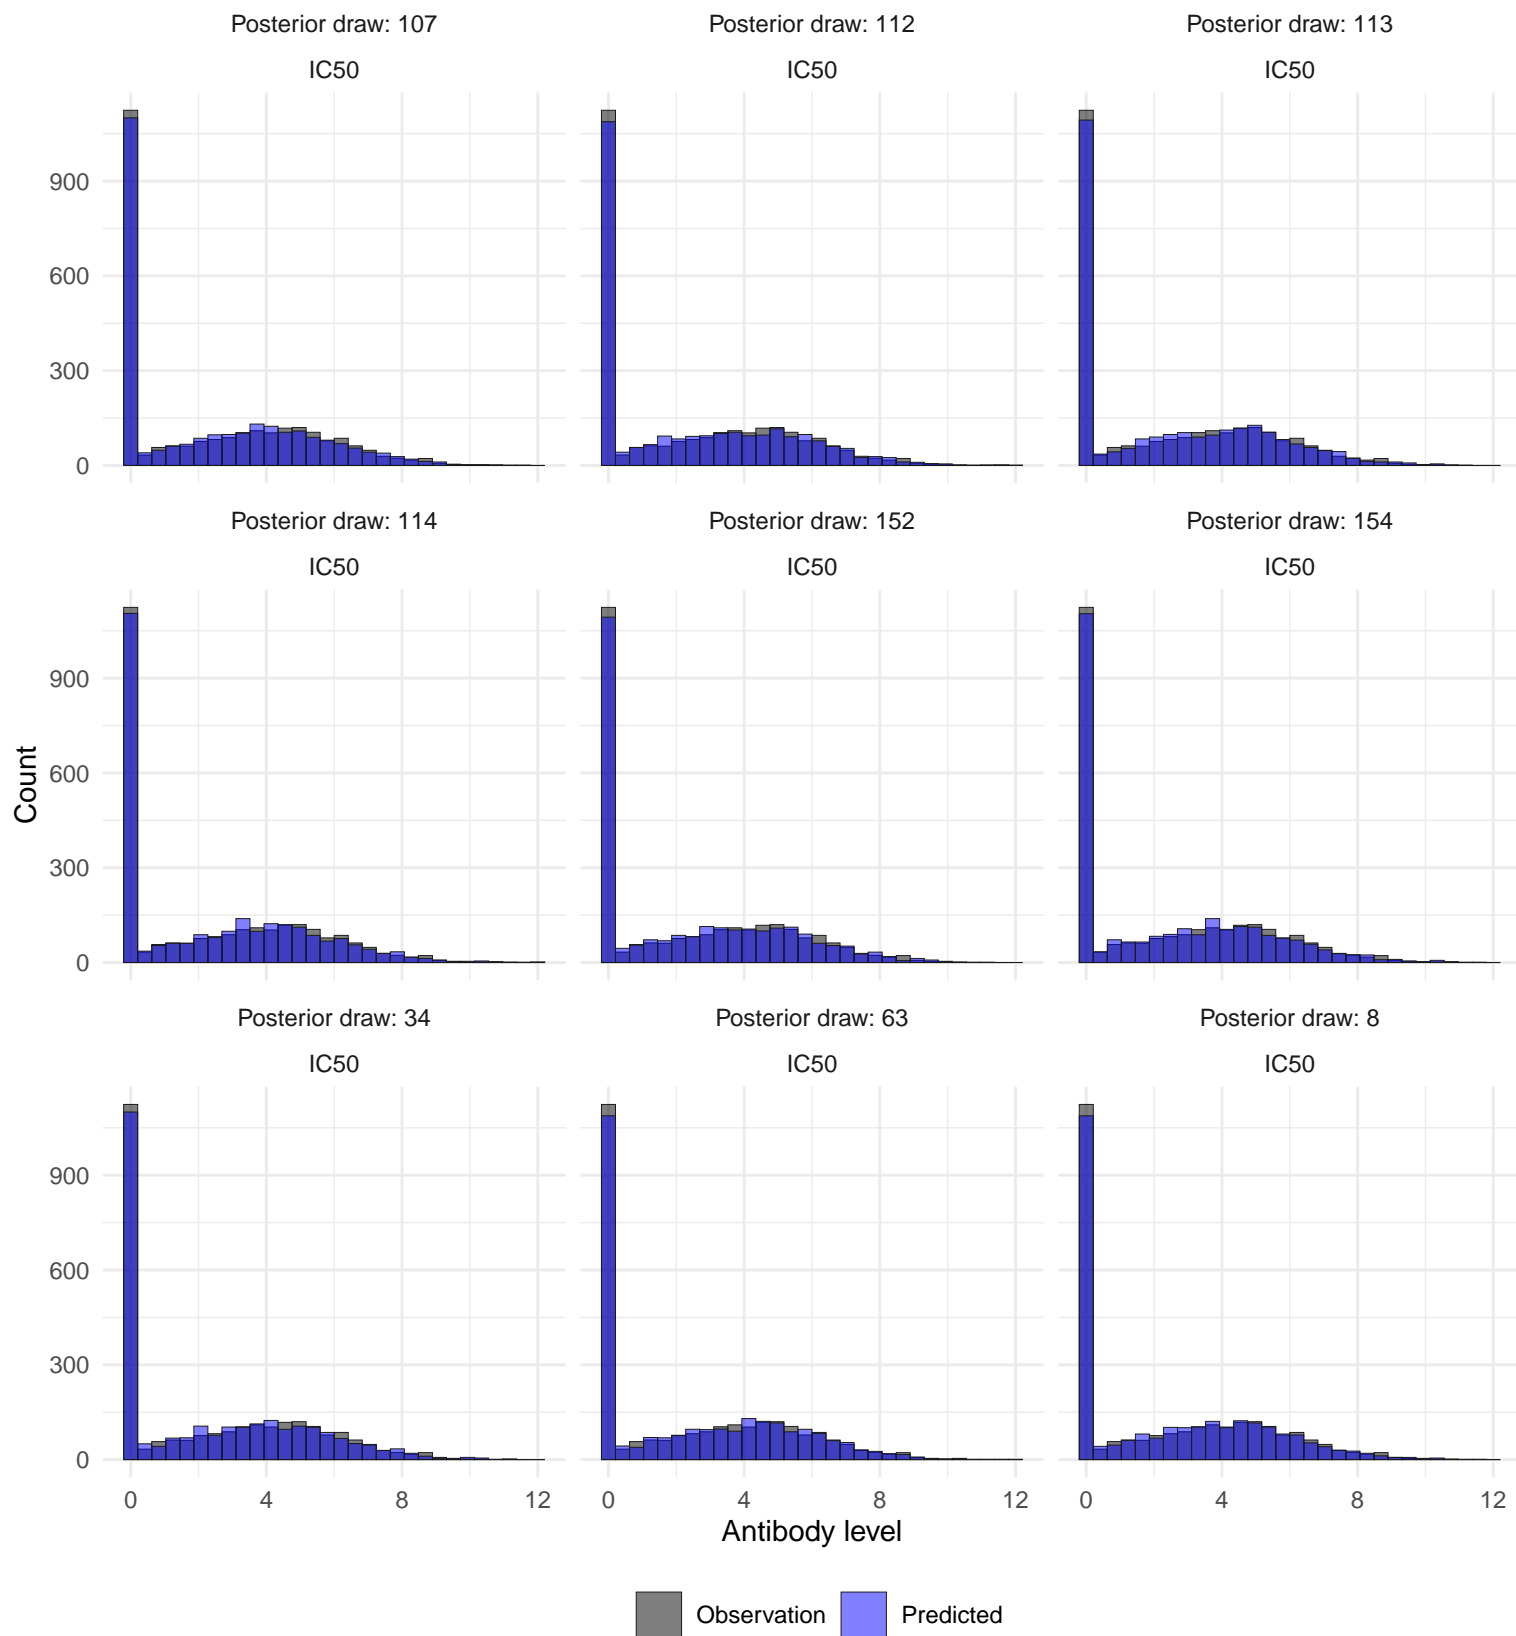 Posterior draw: 107
Posterior draw: 112
Posterior draw: 113
IC50
IC50
IC50
900
600
300
0
Posterior draw: 114
Posterior draw: 152
Posterior draw: 154
IC50
IC50
IC50
900
600
300
0
Count
Posterior draw: 34
Posterior draw: 63
Posterior draw: 8
IC50
IC50
IC50
900
600
300
0
0 4 8 12
0 4 8 12
0 4 8 12
Antibody level
Observation
Predicted